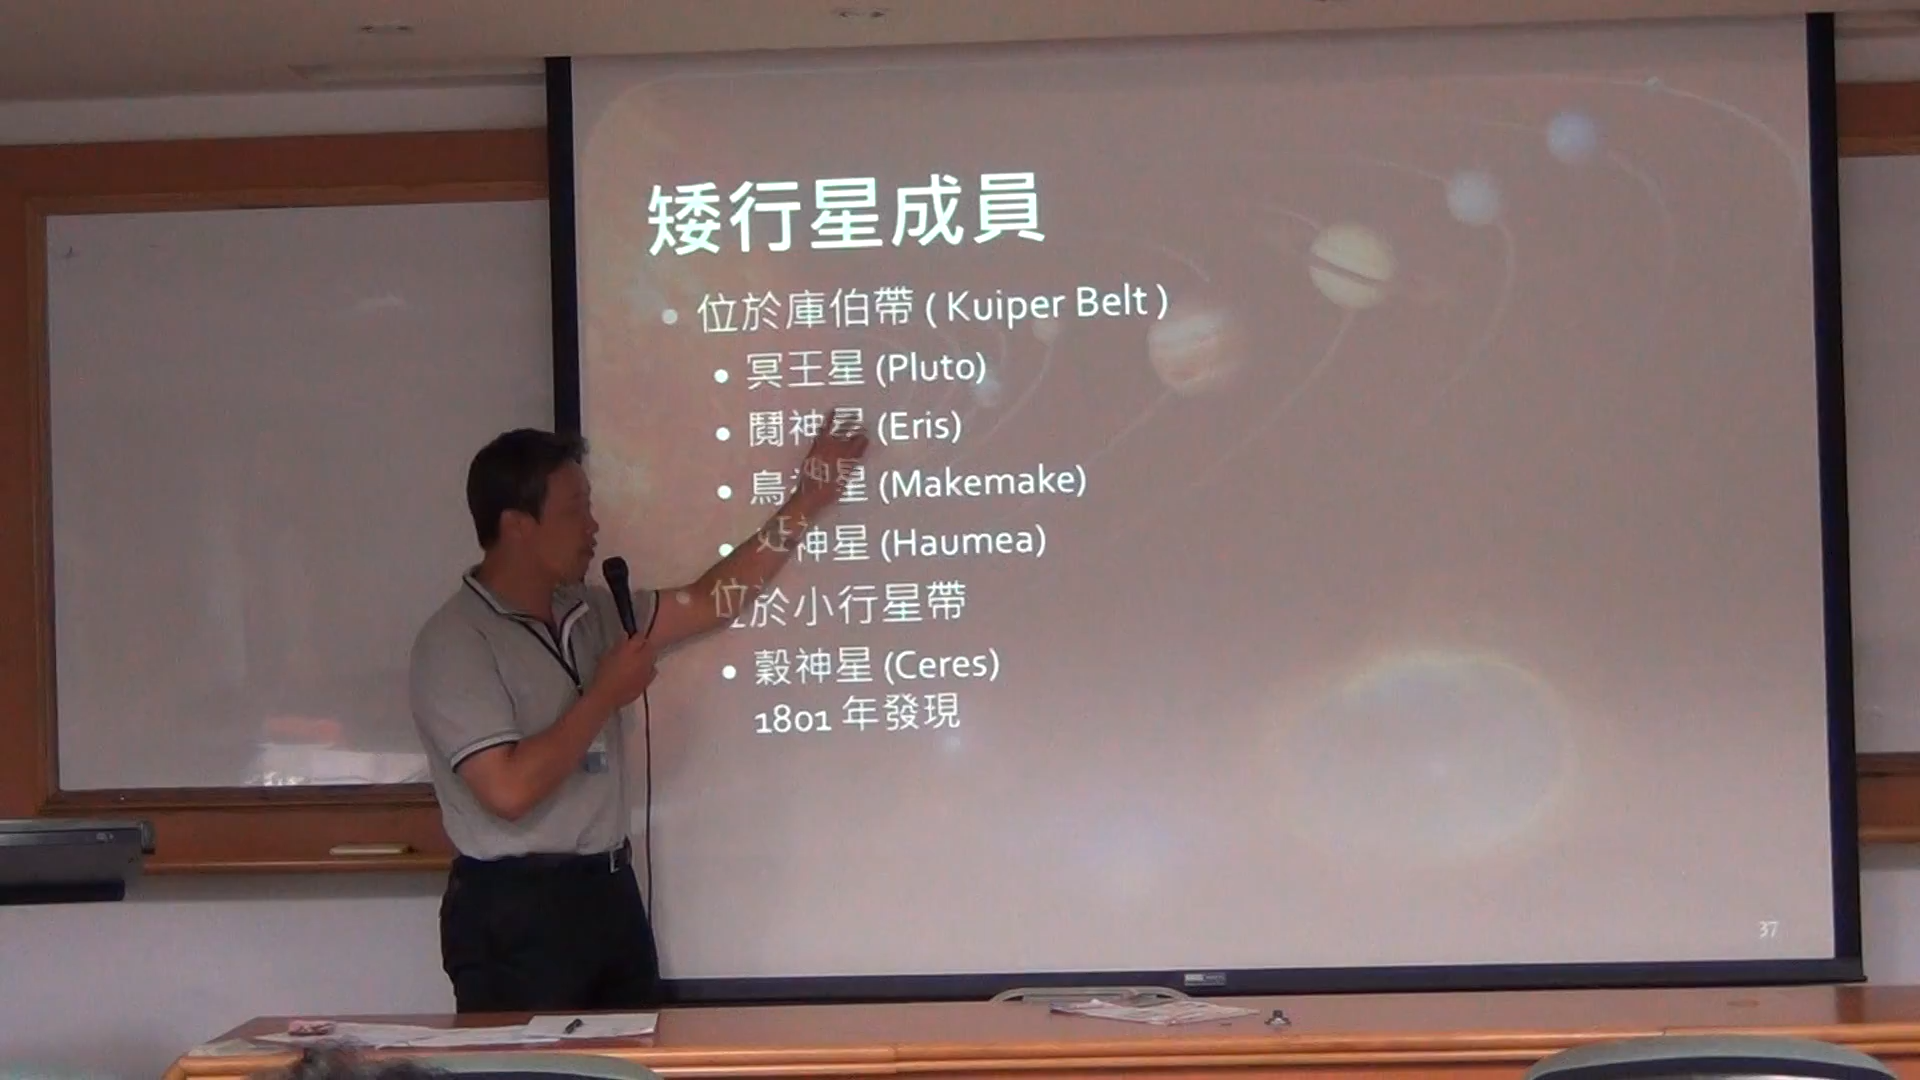 矮行星成員
位於庫伯帶 ( Kuiper Belt )
冥王星 (Pluto)
鬩神星 (Eris)
鳥神星 (Makemake)
妊神星 (Haumea)
位於小行星帶
穀神星 (Ceres)
1801 年發現
37